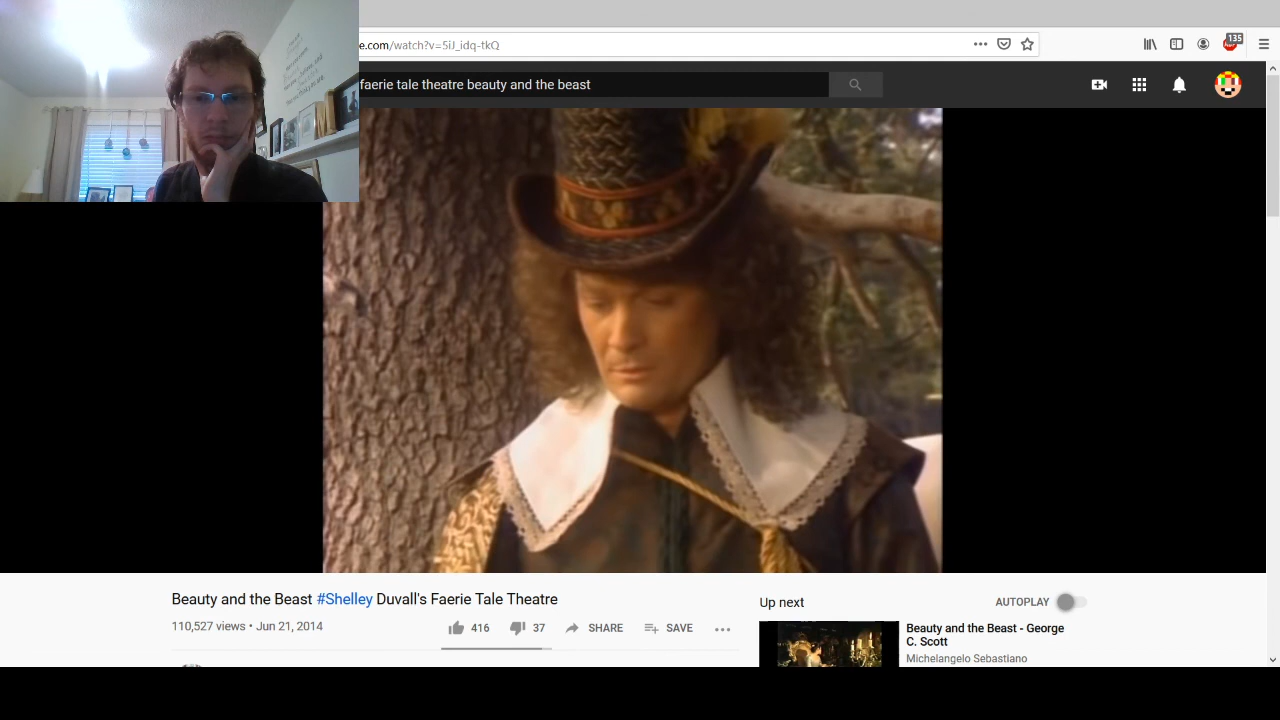 e.com/watch?v=5iJ_idq-tkQ
135
faerie tale theatre beauty and the beast
Beauty and the Beast #Shelley Duvall's Faerie Tale Theatre
110,527 views • Jun 21, 2014
416
37
SHARE
SAVE
Up next
AUTOPLAY
Beauty and the Beast - George
C. Scott
Michelangelo Sebastiano